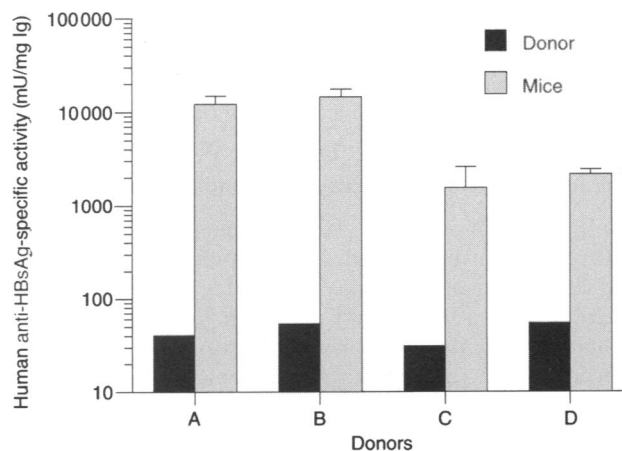 Human anti-HBsAg-specific activity (mU/mg Ig)
100000
10000
1000
100
10
Donor
Mice
A B C D
Donors